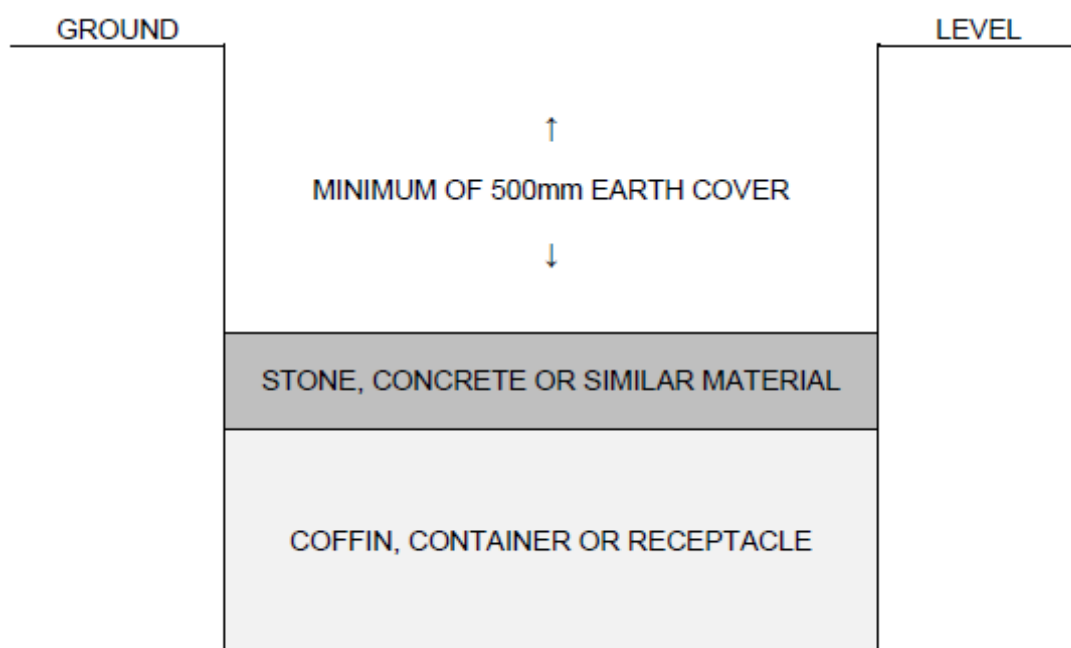 GROUND LEVEL
↑
MINIMUM OF 500mm EARTH COVER
↓
STONE, CONCRETE OR SIMILAR MATERIAL
COFFIN, CONTAINER OR RECEPTACLE